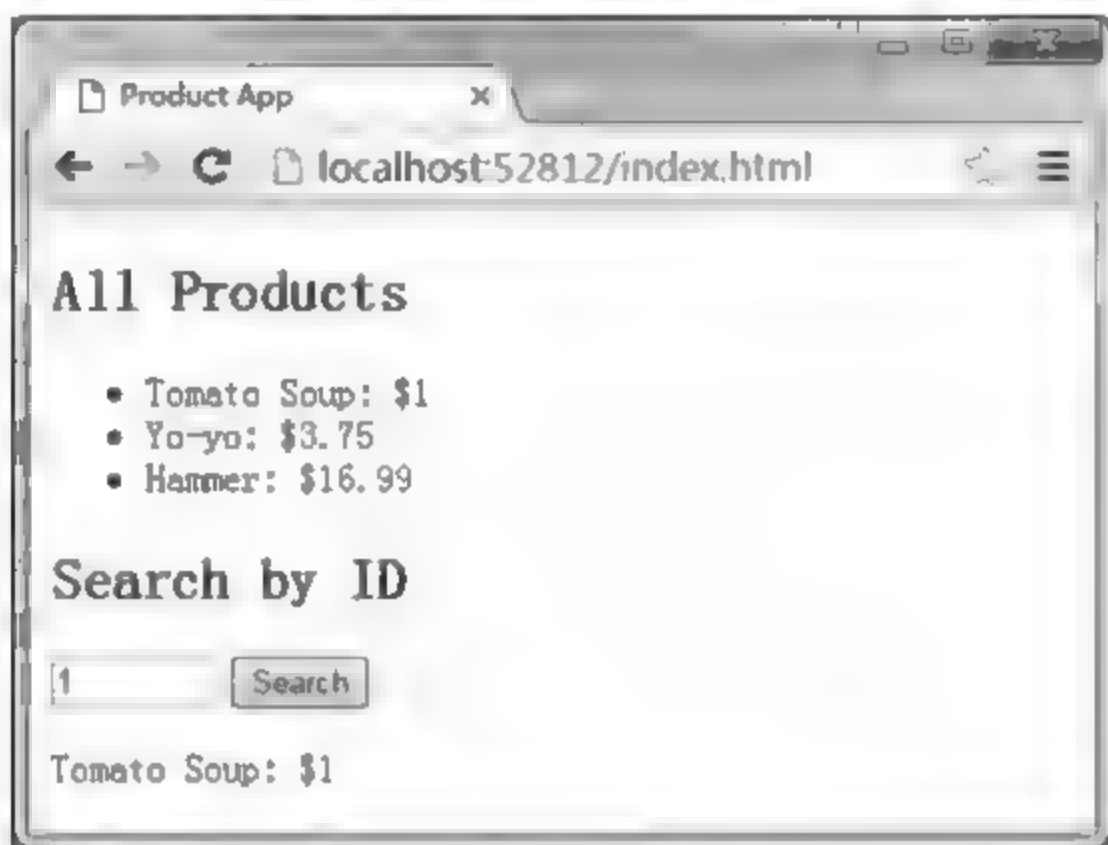 Product App
localhost:52812/index.html
All Products
Tomato Soup: $1
Yo-yo: $3.75
Hammer: $16.99
Search by ID
1 Search
Tomato Soup: $1